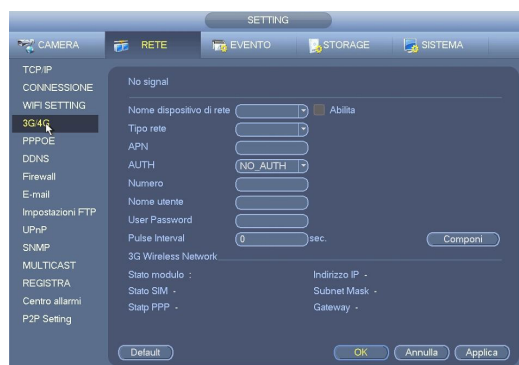 SETTING
CAMERA RETE EVENTO STORAGE SISTEMA
TCP/IP
CONNESSIONE
WIFI SETTING
3G/4G
PPPOE
DDNS
Firewall
E-mail
Impostazioni FTP
UPnP
SNMP
MULTICAST
REGISTRA
Centro allarmi
P2P Setting
No signal
Nome dispositivo di rete Abilita
Tipo rete
APN
AUTH NO_AUTH
Numero
Nome utente
User Password
Pulse Interval 0 sec. Componi
3G Wireless Network
Stato modulo : Indirizzo IP -
Stato SIM - Subnet Mask -
Statp PPP - Gateway -
Default OK Annulla Applica